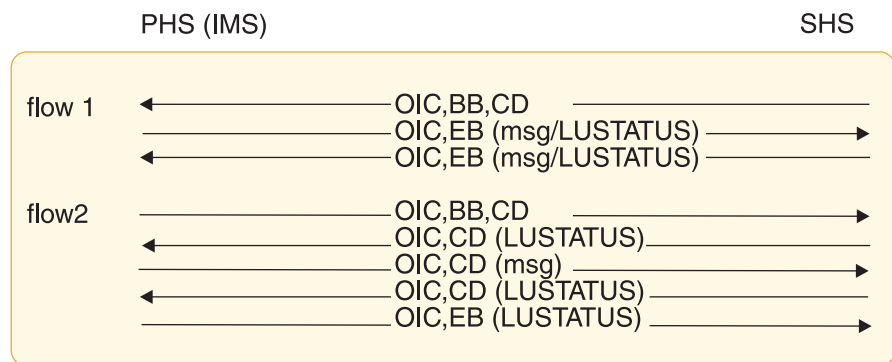 PHS (IMS) SHS
flow 1 OIC,BB,CD
OIC,EB (msg/LUSTATUS)
OIC,EB (msg/LUSTATUS)
flow2 OIC,BB,CD
OIC,CD (LUSTATUS)
OIC,CD (msg)
OIC,CD (LUSTATUS)
OIC,EB (LUSTATUS)